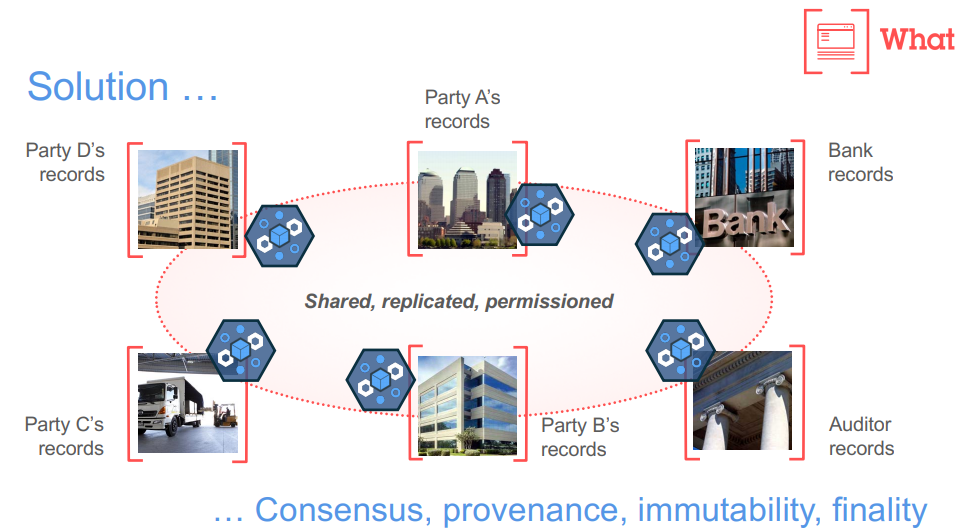 What
Solution …
Party A’s
records
Party D’s
records
Bank
records
Bank
Shared, replicated, permissioned
Party C’s
records
Party B’s
records
Auditor
records
… Consensus, provenance, immutability, finality